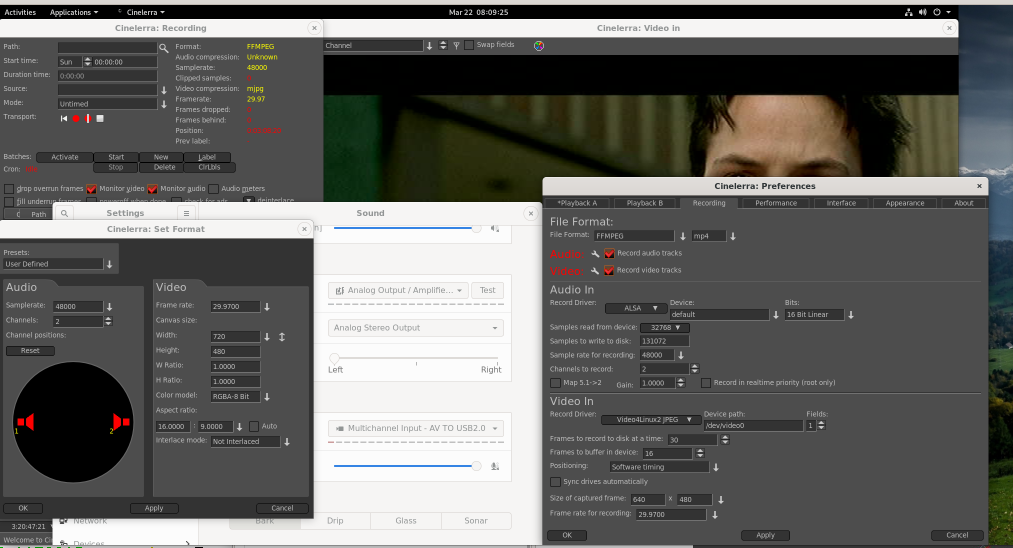 Activities Applications Cinelerra Mar 22 08:09:25
Cinelerra: Recording
Path:
Start time: Sun 00:00:00
Duration time: 0:00:00
Source:
Mode: Untimed
Transport:
Format: FFMPEG
Audio compression: Unknown
Samplerate: 48000
Clipped samples:
Video compression: mjpg
Framerate: 29.97
Frames dropped:
Frames behind:
Position:
Prev label:
Batches: Activate Start New Label
Cron: Stop Delete ClrLbls
drop overrun frames Monitor video Monitor audio Audio meters
fill underrun frames poweroff when done check for ads deinterlace
Path
Cinelerra: Video in
Channel Swap fields
Settings
Sound
Analog Output / Amplifie... Test
Analog Stereo Output
Left Right
Multichannel Input - AV TO USB2.0
Bark Drip Glass Sonar
Network
Devices
Cinelerra: Set Format
Presets:
User Defined
Audio
Samplerate: 48000
Channels: 2
Channel positions:
Reset
1 2
Video
Frame rate: 29.9700
Canvas size:
Width: 720
Height: 480
W Ratio: 1.0000
H Ratio: 1.0000
Color model: RGBA-8 Bit
Aspect ratio:
16.0000 : 9.0000 Auto
Interlace mode: Not Interlaced
OK Apply Cancel
3:20:47:21
Welcome to Ci
Cinelerra: Preferences
*Playback A Playback B Recording Performance Interface Appearance About
File Format:
File Format: FFMPEG mp4
Audio: Record audio tracks
Video: Record video tracks
Audio In
Record Driver: ALSA Device: default Bits: 16 Bit Linear
Samples read from device: 32768
Samples to write to disk: 131072
Sample rate for recording: 48000
Channels to record: 2
Map 5.1->2 Gain: 1.0000 Record in realtime priority (root only)
Video In
Record Driver: Video4Linux2 JPEG Device path: /dev/video0 Fields: 1
Frames to record to disk at a time: 30
Frames to buffer in device: 16
Positioning: Software timing
Sync drives automatically
Size of captured frame: 640 x 480
Frame rate for recording: 29.9700
OK Apply Cancel